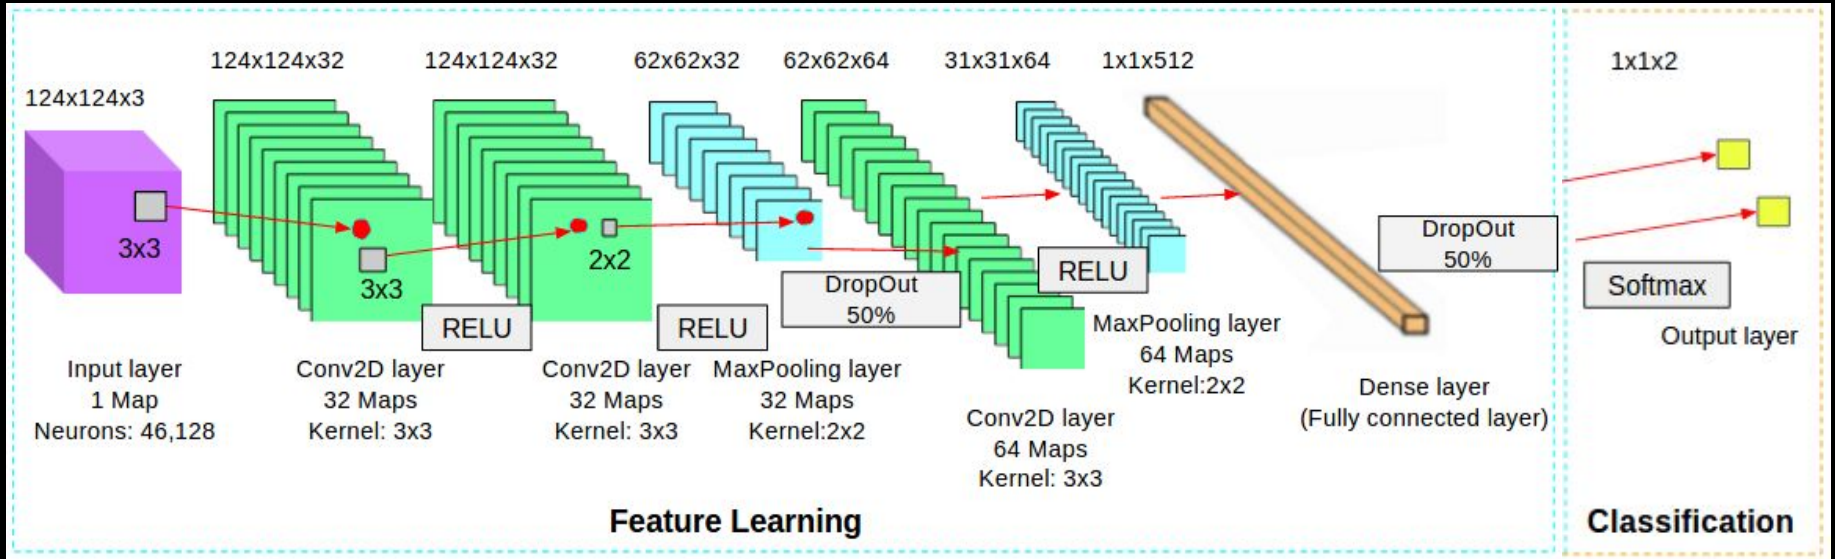 124x124x3
124x124x32
124x124x32
62x62x32
62x62x64
31x31x64
1x1x512
1x1x2
3x3
3x3
2x2
RELU
RELU
DropOut
50%
RELU
DropOut
50%
Softmax
Input layer
1 Map
Neurons: 46,128
Conv2D layer
32 Maps
Kernel: 3x3
Conv2D layer
32 Maps
Kernel: 3x3
MaxPooling layer
32 Maps
Kernel:2x2
Conv2D layer
64 Maps
Kernel: 3x3
MaxPooling layer
64 Maps
Kernel:2x2
Dense layer
(Fully connected layer)
Output layer
Feature Learning
Classification